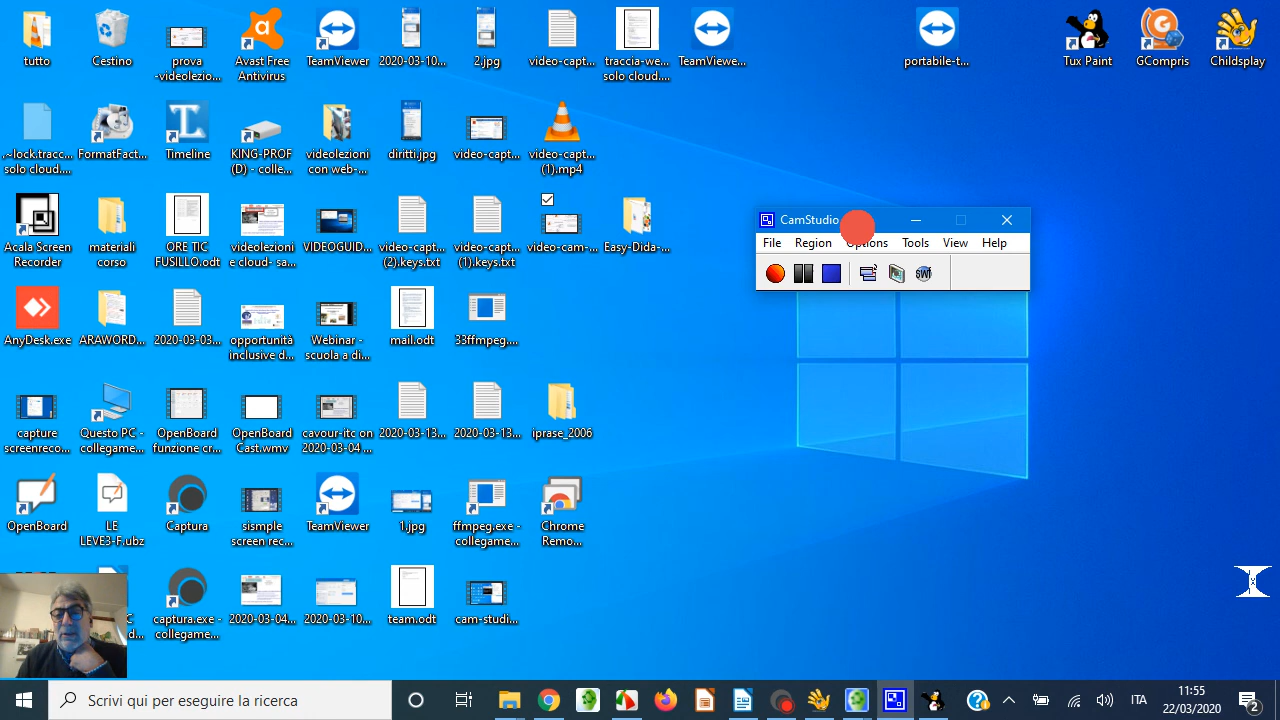 tutto
Cestino
prova
-videolezio...
Avast Free
Antivirus
TeamViewer
2020-03-10...
2.jpg
video-capt...
traccia-we...
solo cloud....
TeamViewe...
portabile-t...
Tux Paint
GCompris
Childsplay
.~lock.tracc...
solo cloud....
FormatFact...
Timeline
KING-PROF
(D) - colle...
videolezioni
con web-...
diritti.jpg
video-capt...
video-capt...
(1).mp4
Acala Screen
Recorder
materiali
corso
ORE TIC
FUSILLO.odt
videolezioni
e cloud- sa...
VIDEOGUID...
video-capt...
(2).keys.txt
video-capt...
(1).keys.txt
video-cam-...
Easy-Dida-...
CamStudio
File Region Options Tools View Help
SWF
AnyDesk.exe
ARAWORD...
2020-03-03...
opportunità
inclusive d...
Webinar -
scuola a di...
mail.odt
33ffmpeg....
capture
screenreco...
Questo PC -
collegame...
OpenBoard
funzione cr...
OpenBoard
Cast.wmv
cavour-itc on
2020-03-04 ...
2020-03-13...
2020-03-13...
iprase_2006
OpenBoard
LE
LEVE3-F.ubz
Captura
sismple
screen rec...
TeamViewer
1.jpg
ffmpeg.exe -
collegame...
Chrome
Remo...
captura.exe -
collegame...
2020-03-04...
2020-03-10...
team.odt
cam-studi...
Scrivi qui per eseguire la ricerca
ITA
:55
22/03/2020
2